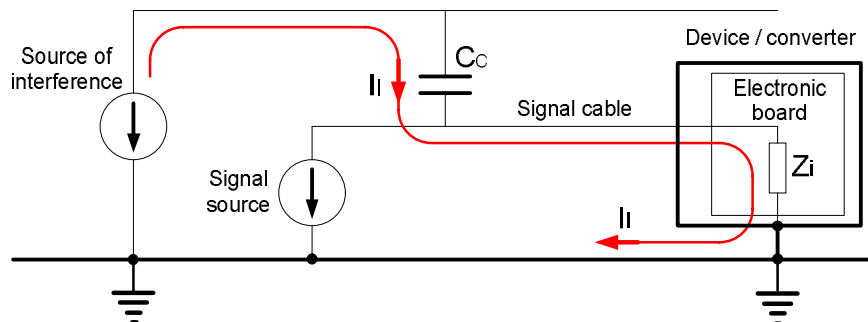 Source of
interference
II
CC
Signal cable
Device / converter
Electronic
board
Zi
Signal
source
II